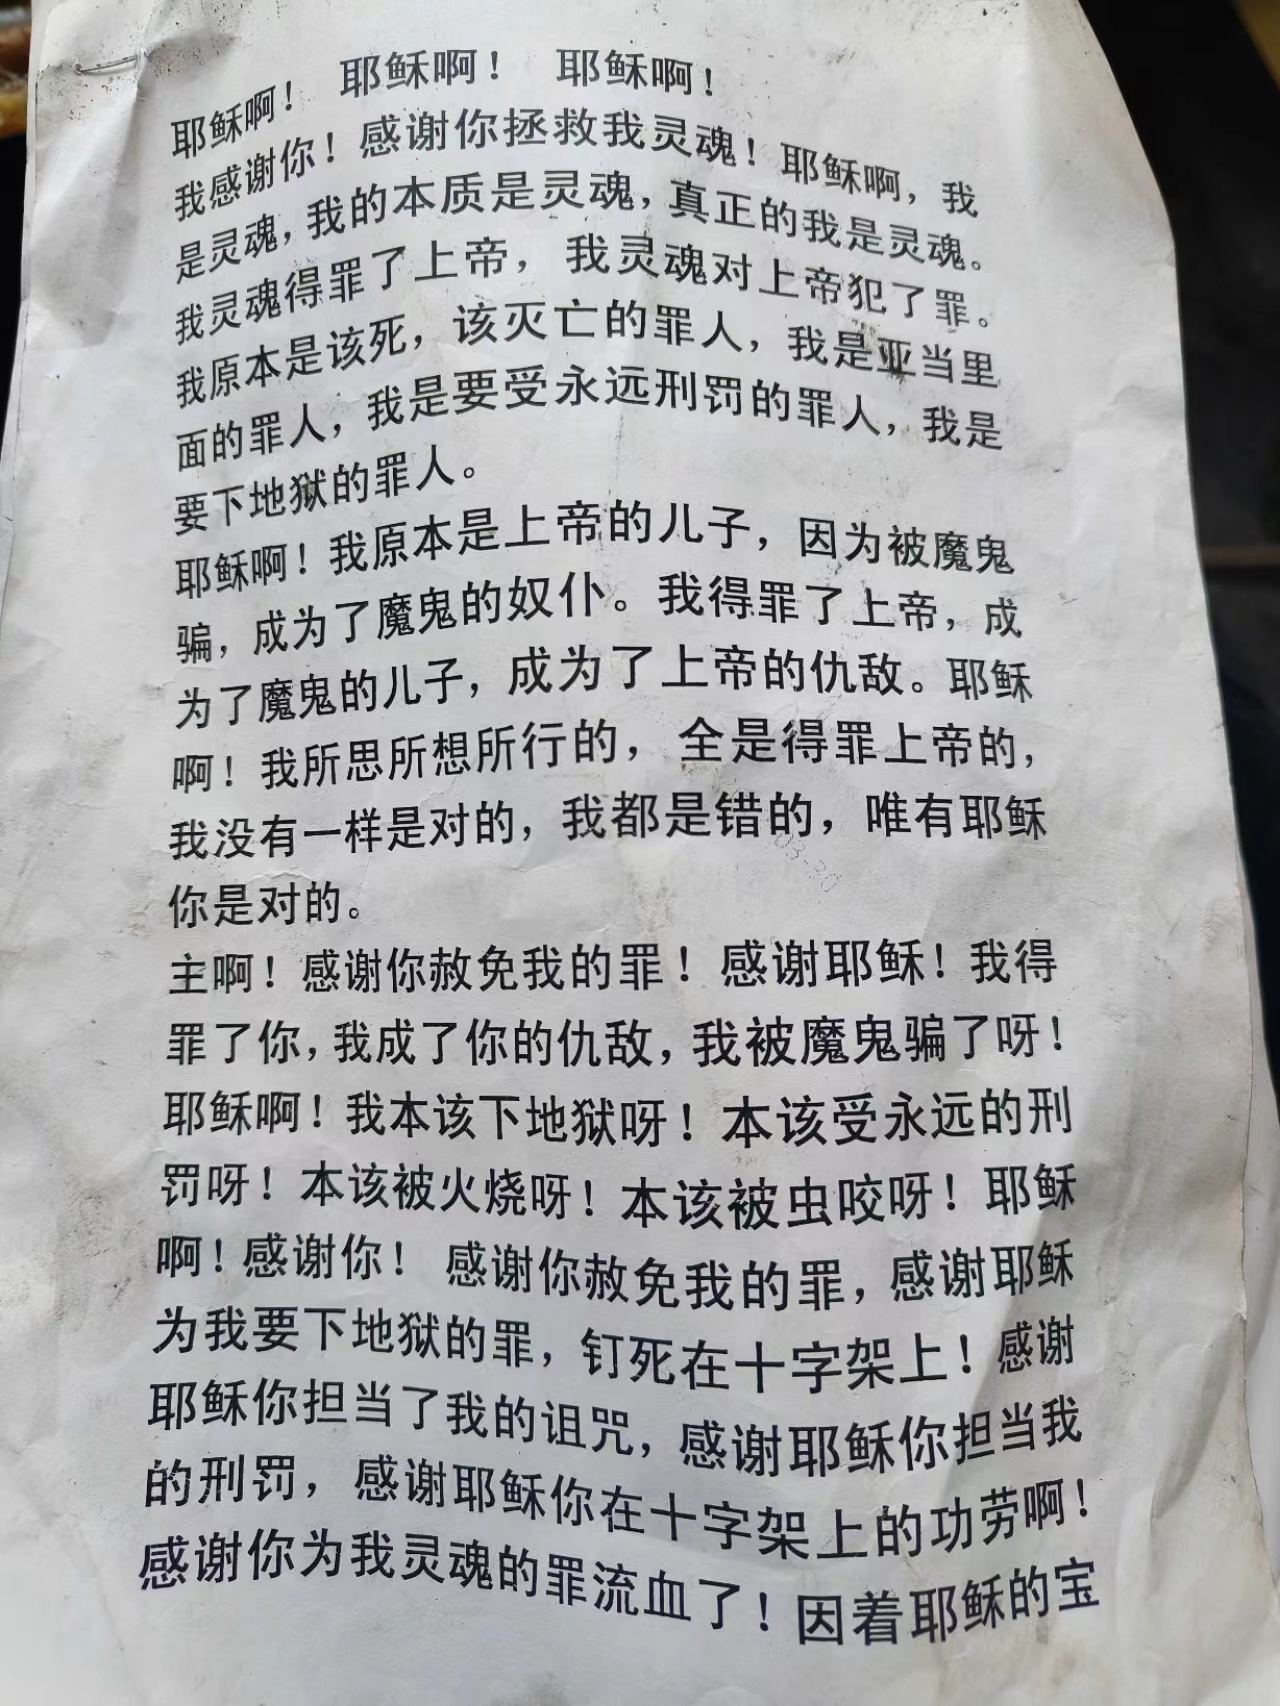 耶稣啊！ 耶稣啊！ 耶稣啊！
我感谢你！感谢你拯救我灵魂！耶稣啊，我
是灵魂，我的本质是灵魂，真正的我是灵魂。
我灵魂得罪了上帝，我灵魂对上帝犯了罪。
我原本是该死，该灭亡的罪人，我是亚当里
面的罪人，我是要受永远刑罚的罪人，我是
要下地狱的罪人。
耶稣啊！我原本是上帝的儿子，因为被魔鬼
骗，成为了魔鬼的奴仆。我得罪了上帝，成
为了魔鬼的儿子，成为了上帝的仇敌。耶稣
啊！我所思所想所行的，全是得罪上帝的，
我没有一样是对的，我都是错的，唯有耶稣
你是对的。
主啊！感谢你赦免我的罪！感谢耶稣！我得
罪了你，我成了你的仇敌，我被魔鬼骗了呀！
耶稣啊！我本该下地狱呀！本该受永远的刑
罚呀！本该被火烧呀！本该被虫咬呀！耶稣
啊！感谢你！ 感谢你赦免我的罪，感谢耶稣
为我要下地狱的罪，钉死在十字架上！感谢
耶稣你担当了我的诅咒，感谢耶稣你担当我
的刑罚，感谢耶稣你在十字架上的功劳啊！
感谢你为我灵魂的罪流血了！因着耶稣的宝